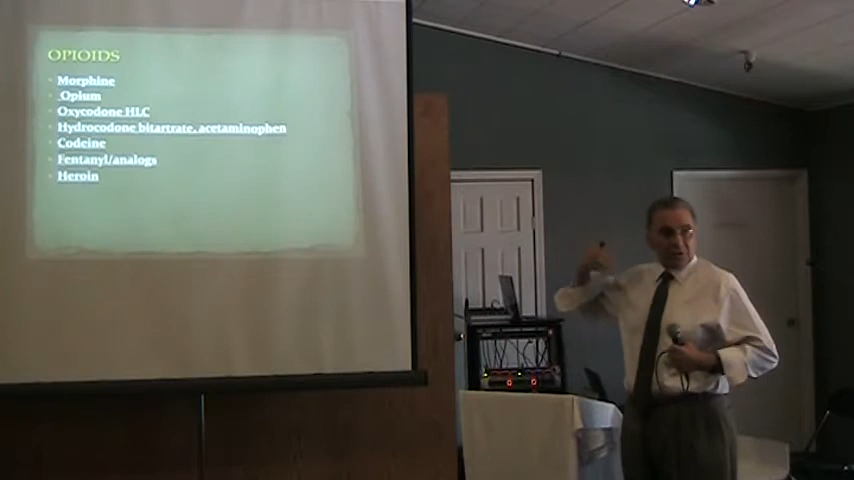 OPIOIDS
Morphine
Opium
Oxycodone HLC
Hydrocodone bitartrate, acetaminophen
Codeine
Fentanyl/analogs
Heroin